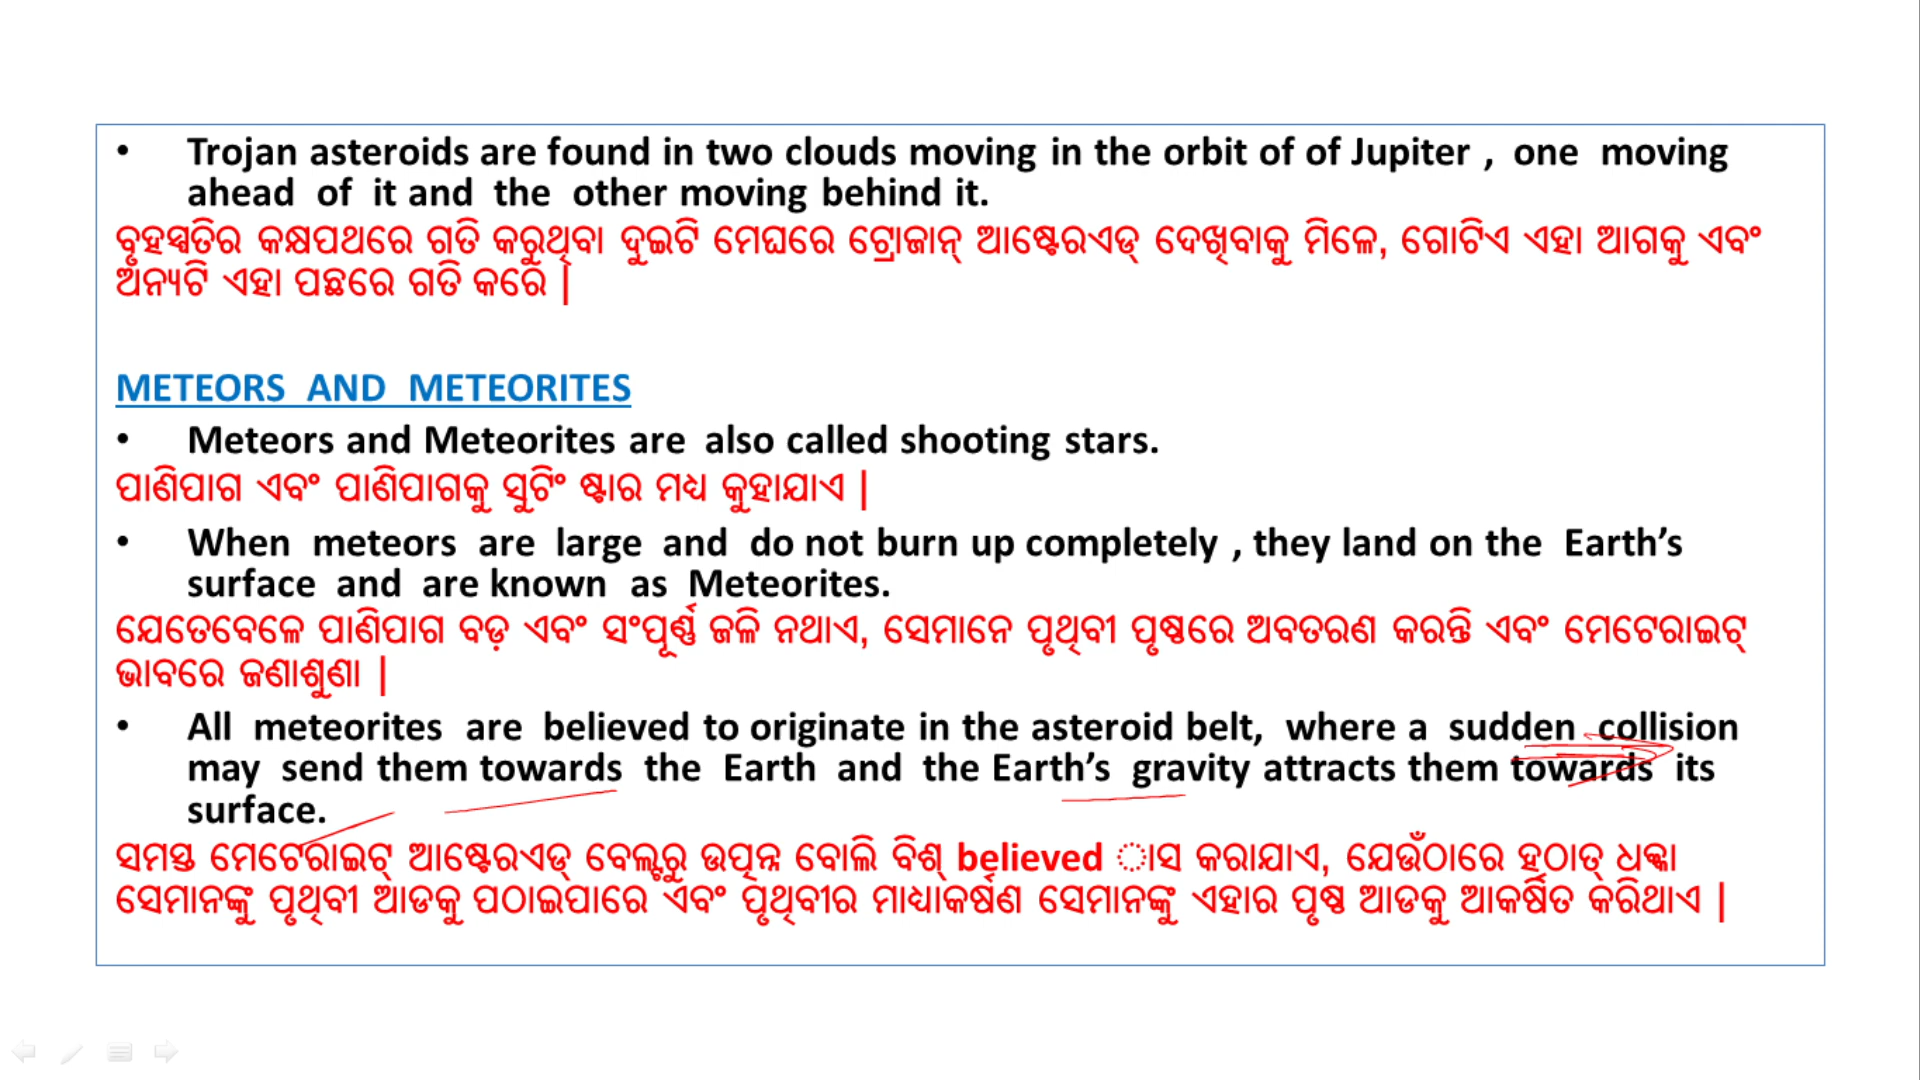 • Trojan asteroids are found in two clouds moving in the orbit of of Jupiter , one moving
ahead of it and the other moving behind it.
ବୃହସ୍ପତିର କକ୍ଷପଥରେ ଗତି କରୁଥିବା ଦୁଇଟି ମେଘରେ ଟ୍ରୋଜାନ୍ ଆଷ୍ଟେରଏଡ୍ ଦେଖିବାକୁ ମିଳେ, ଗୋଟିଏ ଏହା ଆଗକୁ ଏବଂ
ଅନ୍ୟଟି ଏହା ପଛରେ ଗତି କରେ |
METEORS AND METEORITES
• Meteors and Meteorites are also called shooting stars.
ପାଣିପାଗ ଏବଂ ପାଣିପାଗକୁ ସୁଟିଂ ଷ୍ଟାର ମଧ୍ୟ କୁହାଯାଏ |
• When meteors are large and do not burn up completely , they land on the Earth’s
surface and are known as Meteorites.
ଯେତେବେଳେ ପାଣିପାଗ ବଡ଼ ଏବଂ ସଂପୂର୍ଣ୍ଣ ଜଳି ନଥାଏ, ସେମାନେ ପୃଥିବୀ ପୃଷ୍ଠରେ ଅବତରଣ କରନ୍ତି ଏବଂ ମେଟେରାଇଟ୍
ଭାବରେ ଜଣାଶୁଣା |
• All meteorites are believed to originate in the asteroid belt, where a sudden collision
may send them towards the Earth and the Earth’s gravity attracts them towards its
surface.
ସମସ୍ତ ମେଟେରାଇଟ୍ ଆଷ୍ଟେରଏଡ୍ ବେଲ୍ଟରୁ ଉତ୍ପନ୍ନ ବୋଲି ବିଶ୍ believed ାସ କରାଯାଏ, ଯେଉଁଠାରେ ହଠାତ୍ ଧକ୍କା
ସେମାନଙ୍କୁ ପୃଥିବୀ ଆଡକୁ ପଠାଇପାରେ ଏବଂ ପୃଥିବୀର ମାଧ୍ୟାକର୍ଷଣ ସେମାନଙ୍କୁ ଏହାର ପୃଷ୍ଠ ଆଡକୁ ଆକର୍ଷିତ କରିଥାଏ |